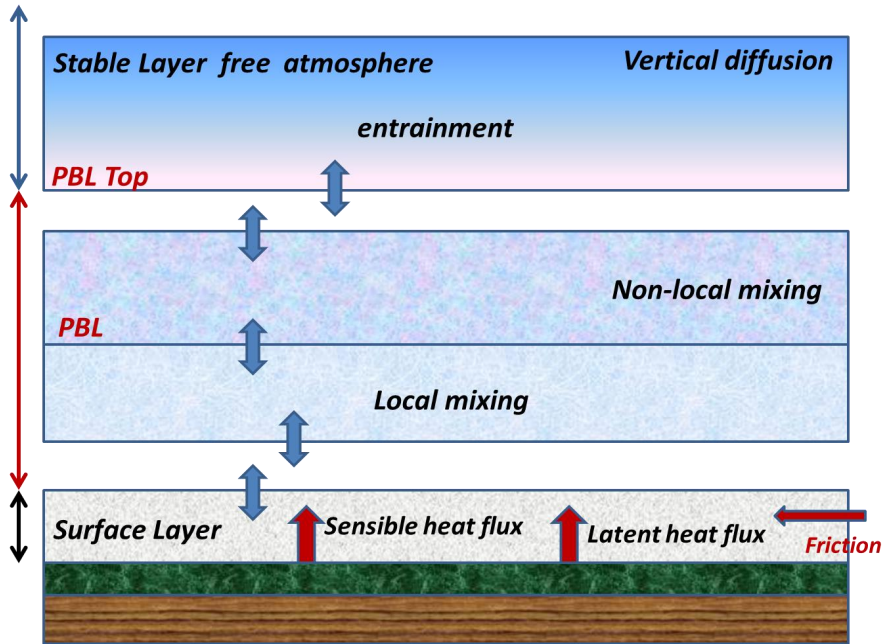 Stable Layer free atmosphere
Vertical diffusion
entrainment
PBL Top
Non-local mixing
PBL
Local mixing
Surface Layer
Sensible heat flux
Latent heat flux
Friction